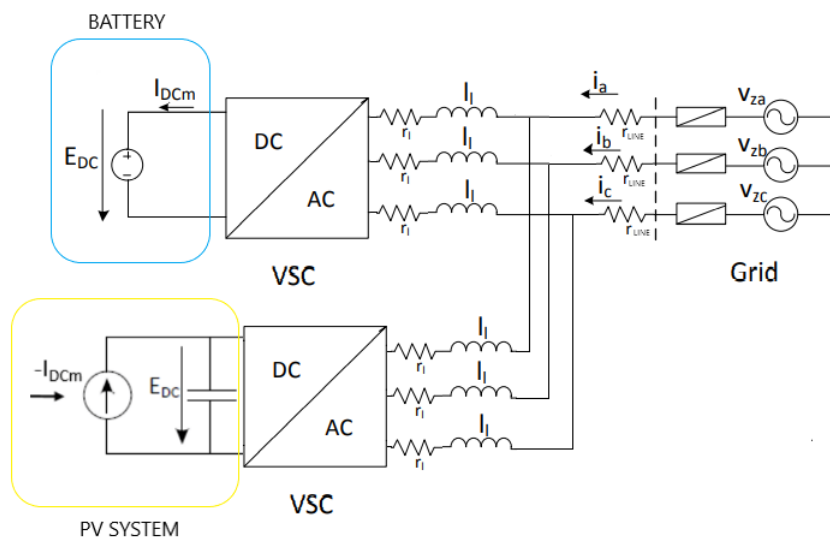 BATTERY
I_DCm
E_DC
+
-
DC
AC
VSC
r_l
l_l
r_l
l_l
r_l
l_l
i_a
r_LINE
i_b
r_LINE
i_c
r_LINE
v_za
v_zb
v_zc
Grid
-I_DCm
E_DC
DC
AC
VSC
r_l
l_l
r_l
l_l
r_l
l_l
PV SYSTEM